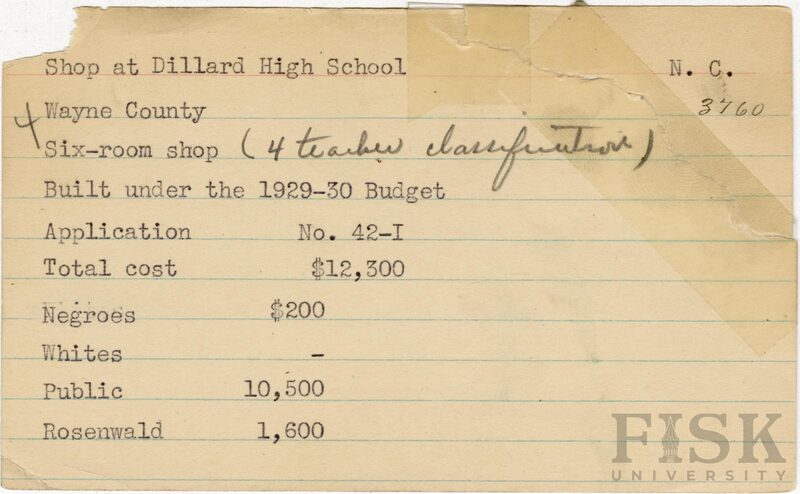 Shop at Dillard High School N. C.
3760
Wayne County
4
Six-room shop (4 teacher classification)
Built under the 1929-30 Budget
Application No. 42-I
Total cost $12,300
Negroes $200
Whites -
Public 10,500
Rosenwald 1,600
FISK
UNIVERSITY